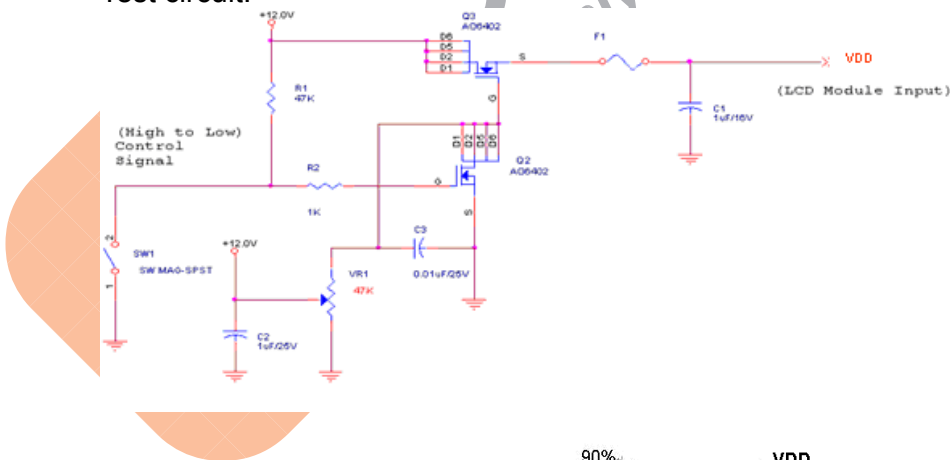 Test circuit:
+12.0V
Q3
AO6402
F1
D6
D5
D2
D1
S
VDD
R1
47K
G
C1
1uF/16V
(LCD Module Input)
(High to Low)
Control
Signal
D1
D2
D5
D6
R2
Q2
AO6402
G
1K
S
C3
2
+12.0V
SW1
SW MAG-SPST
VR1
47K
0.01uF/25V
1
C2
1uF/25V
90%
VDD